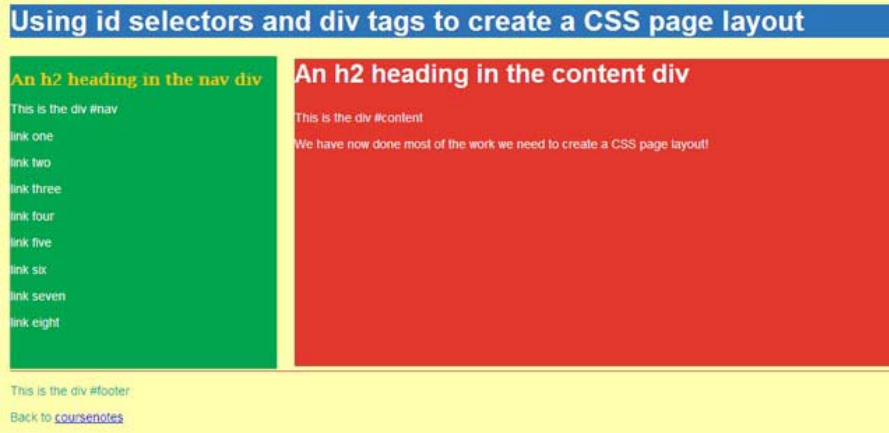 Using id selectors and div tags to create a CSS page layout
An h2 heading in the nav div
This is the div #nav
link one
link two
link three
link four
link five
link six
link seven
link eight
An h2 heading in the content div
This is the div #content
We have now done most of the work we need to create a CSS page layout!
This is the div #footer
Back to coursenotes